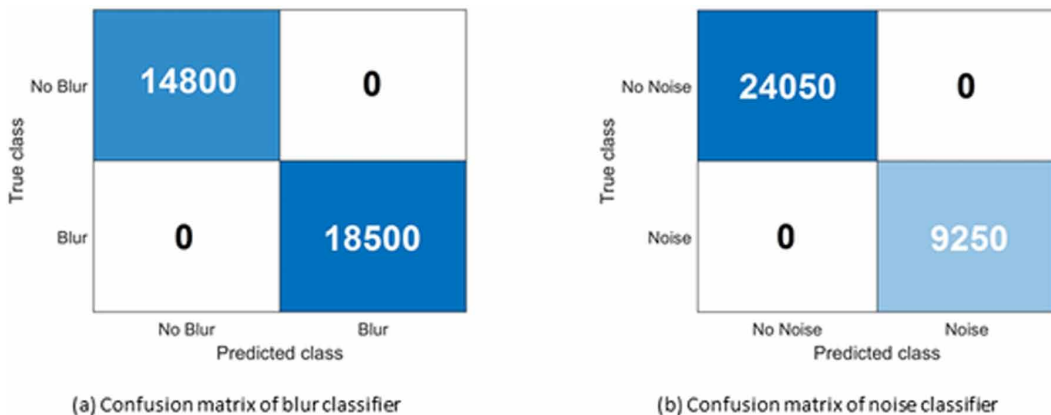 True class
No Blur
14800
0
Blur
0
18500
No Blur
Blur
Predicted class
(a) Confusion matrix of blur classifier
True class
No Noise
24050
0
Noise
0
9250
No Noise
Noise
Predicted class
(b) Confusion matrix of noise classifier